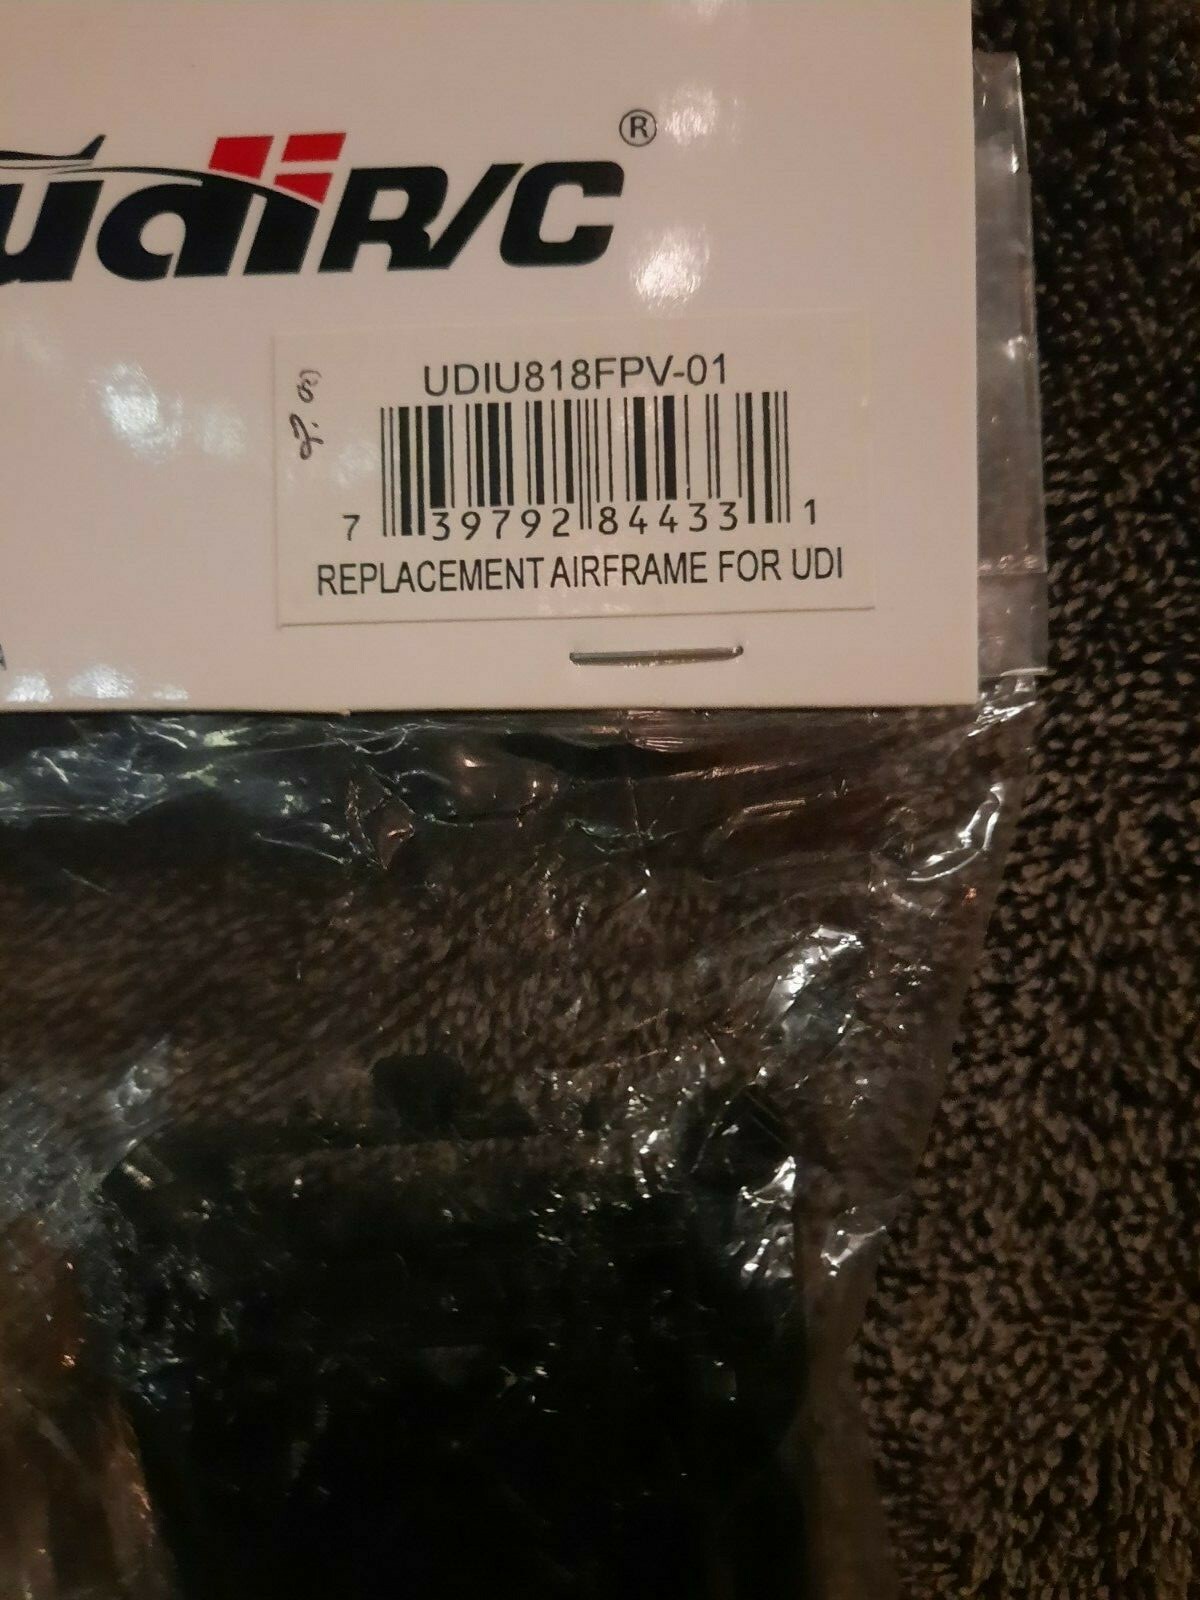 udiR/C®
UDIU818FPV-01
7 39792 84433 1
REPLACEMENT AIRFRAME FOR UDI